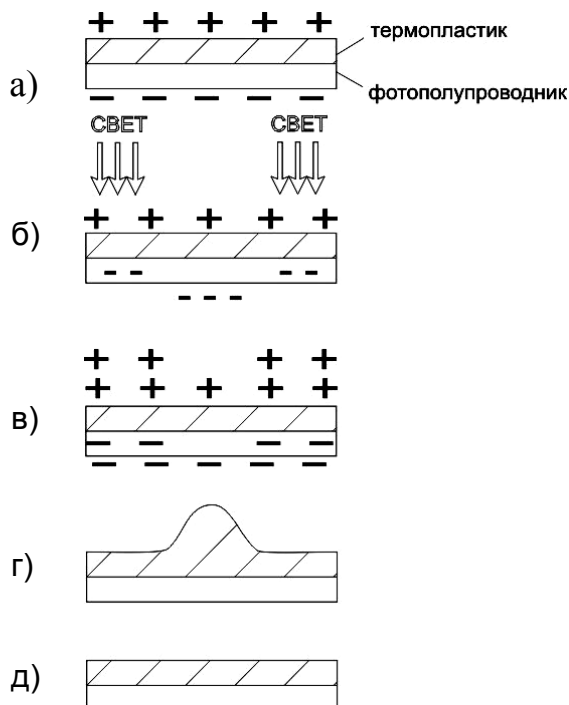 термопластик
а)
фотополупроводник
СВЕТ СВЕТ
б)
в)
г)
д)